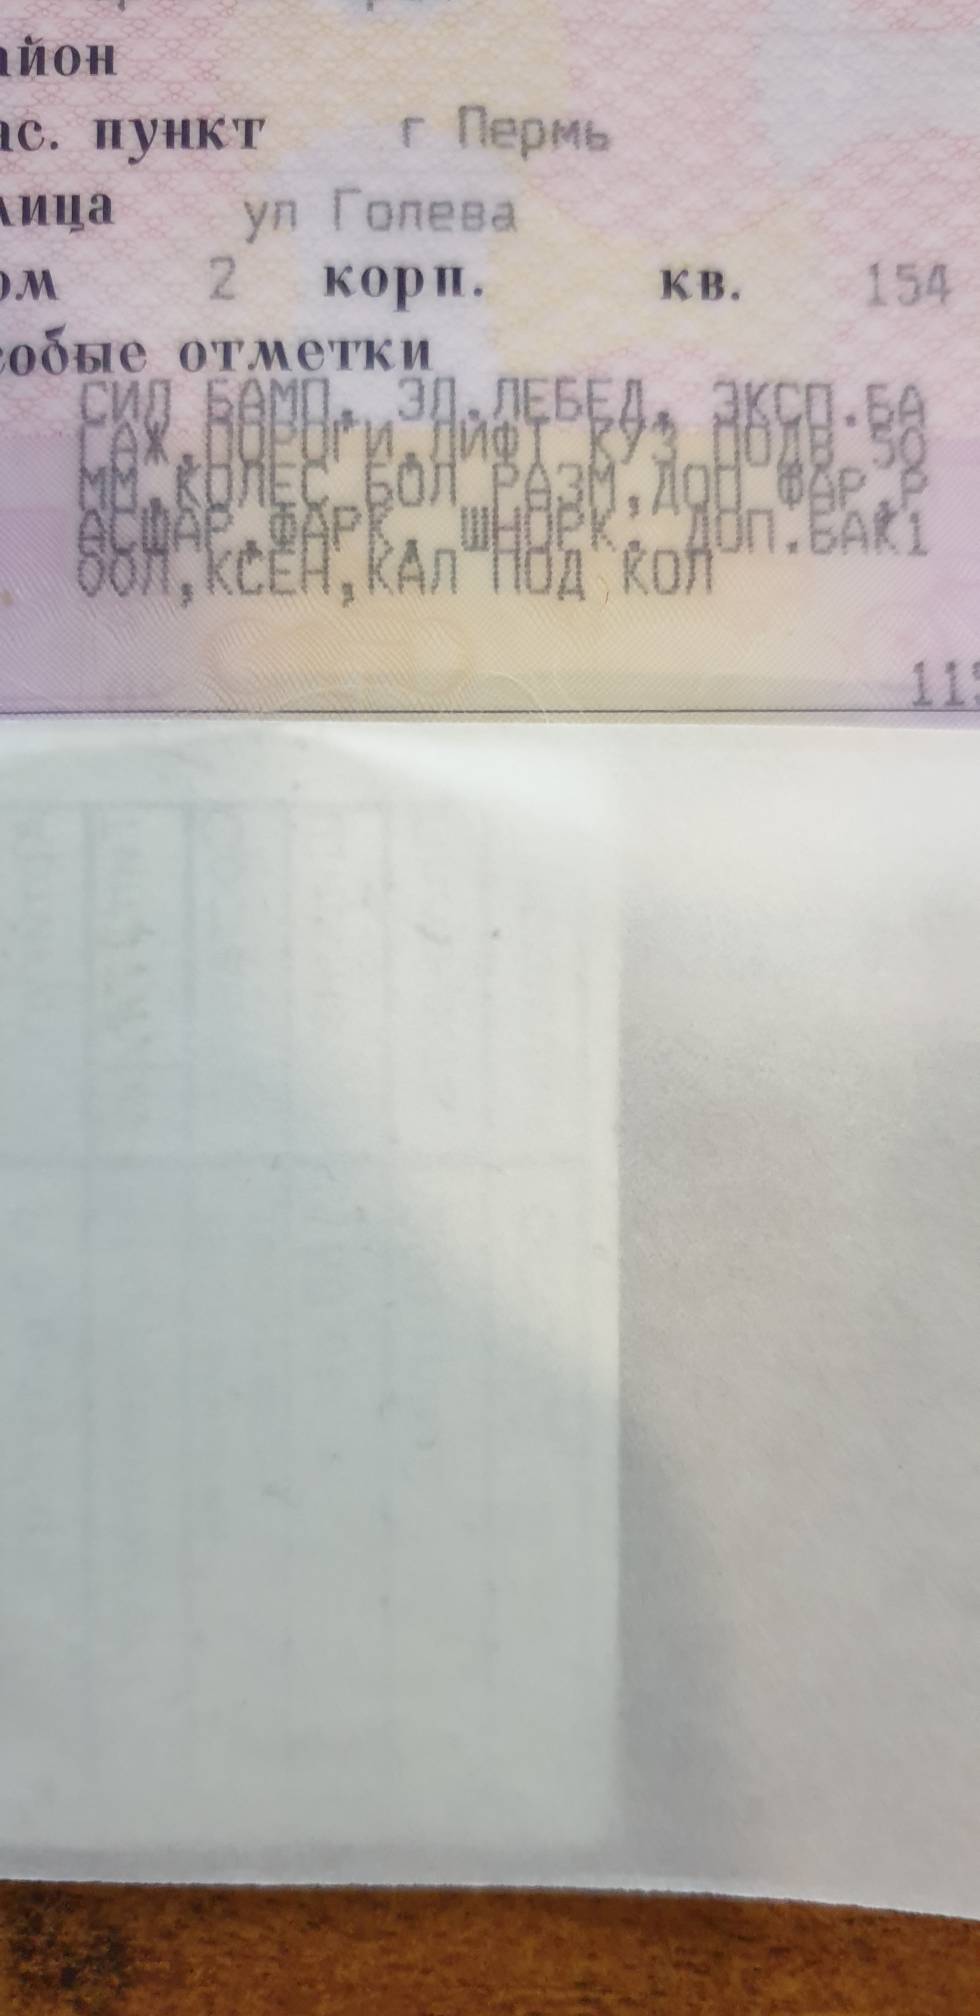 айон
ас. пункт г Пермь
лица ул Голева
ом 2 корп. кв. 154
собые отметки
СИЛ БАМП. ЭЛ.ЛЕБЕД. ЭКСП.БА
ГАЖ.ПОРОГИ.ЛИФТ КУЗ ПОДВ 50
ММ.КОЛЕС БОЛ РАЗМ,ДОП ФАР.Р
АСШАР.ФАРК. ШНОРК. ДОП.БАК1
00Л,КСЕН,КАЛ ПОД КОЛ